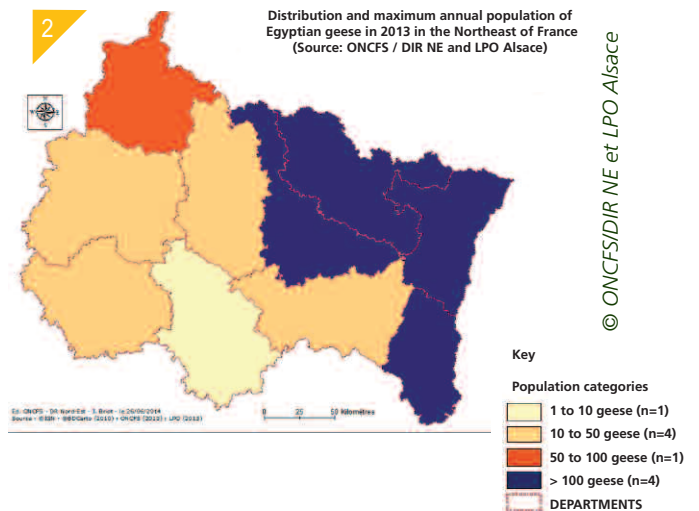 2
Distribution and maximum annual population of
Egyptian geese in 2013 in the Northeast of France
(Source: ONCFS / DIR NE and LPO Alsace)
© ONCFS/DIR NE et LPO Alsace
Key
Population categories
1 to 10 geese (n=1)
10 to 50 geese (n=4)
50 to 100 geese (n=1)
> 100 geese (n=4)
DEPARTMENTS
0 25 50 Kilomètres